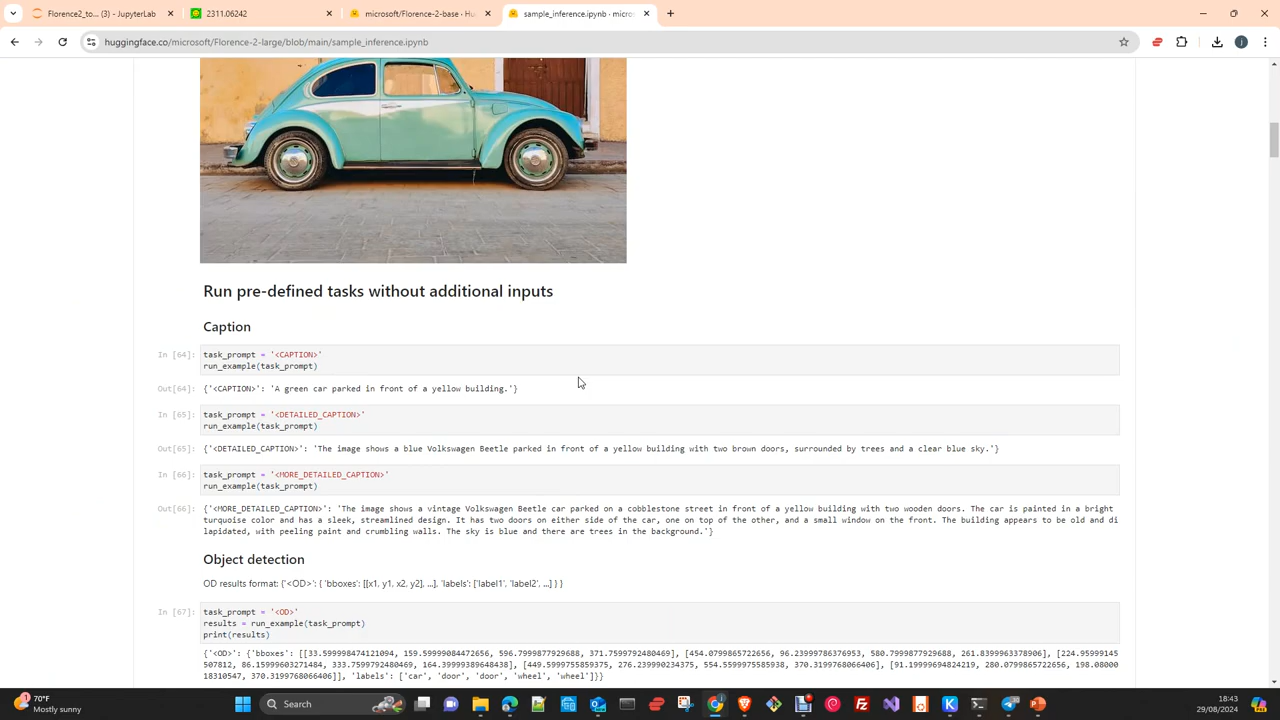 Florence2_to... (3) - JupyterLab
2311.06242
microsoft/Florence-2-base · Hu
sample_inference.ipynb · micros
huggingface.co/microsoft/Florence-2-large/blob/main/sample_inference.ipynb
Run pre-defined tasks without additional inputs
Caption
In [64]: task_prompt = '<CAPTION>'
run_example(task_prompt)
Out[64]: {'<CAPTION>': 'A green car parked in front of a yellow building.'}
In [65]: task_prompt = '<DETAILED_CAPTION>'
run_example(task_prompt)
Out[65]: {'<DETAILED_CAPTION>': 'The image shows a blue Volkswagen Beetle parked in front of a yellow building with two brown doors, surrounded by trees and a clear blue sky.'}
In [66]: task_prompt = '<MORE_DETAILED_CAPTION>'
run_example(task_prompt)
Out[66]: {'<MORE_DETAILED_CAPTION>': 'The image shows a vintage Volkswagen Beetle car parked on a cobblestone street in front of a yellow building with two wooden doors. The car is painted in a bright
turquoise color and has a sleek, streamlined design. It has two doors on either side of the car, one on top of the other, and a small window on the front. The building appears to be old and di
lapidated, with peeling paint and crumbling walls. The sky is blue and there are trees in the background.'}
Object detection
OD results format: {'<OD>': { 'bboxes': [[x1, y1, x2, y2], ...], 'labels': ['label1', 'label2', ...] } }
In [67]: task_prompt = '<OD>'
results = run_example(task_prompt)
print(results)
{'<OD>': {'bboxes': [[33.599998474121094, 159.59999084472656, 596.7999877929688, 371.7599792480469], [454.0799865722656, 96.23999786376953, 580.7999877929688, 261.8399963378906], [224.95999145
507812, 86.15999603271484, 333.7599792480469, 164.39999389648438], [449.5999755859375, 276.239990234375, 554.5599975585938, 370.3199768066406], [91.19999694824219, 280.0799865722656, 198.08000
18310547, 370.3199768066406]], 'labels': ['car', 'door', 'door', 'wheel', 'wheel']}}
70°F
Mostly sunny
Search
18:43
29/08/2024